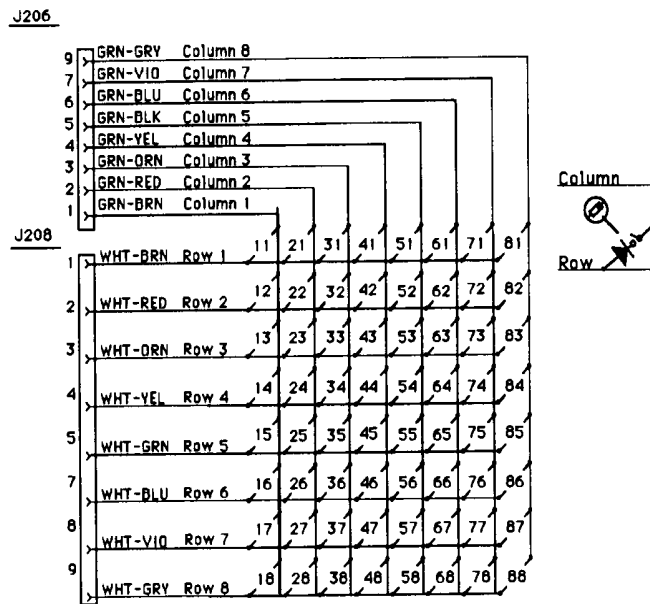 J206
9 GRN-GRY Column 8
7 GRN-VIO Column 7
6 GRN-BLU Column 6
5 GRN-BLK Column 5
4 GRN-YEL Column 4
3 GRN-ORN Column 3
2 GRN-RED Column 2
1 GRN-BRN Column 1
Column
Row
J208
1 WHT-BRN Row 1 11 21 31 41 51 61 71 81
2 WHT-RED Row 2 12 22 32 42 52 62 72 82
3 WHT-ORN Row 3 13 23 33 43 53 63 73 83
4 WHT-YEL Row 4 14 24 34 44 54 64 74 84
5 WHT-GRN Row 5 15 25 35 45 55 65 75 85
7 WHT-BLU Row 6 16 26 36 46 56 66 76 86
8 WHT-VIO Row 7 17 27 37 47 57 67 77 87
9 WHT-GRY Row 8 18 28 38 48 58 68 78 88